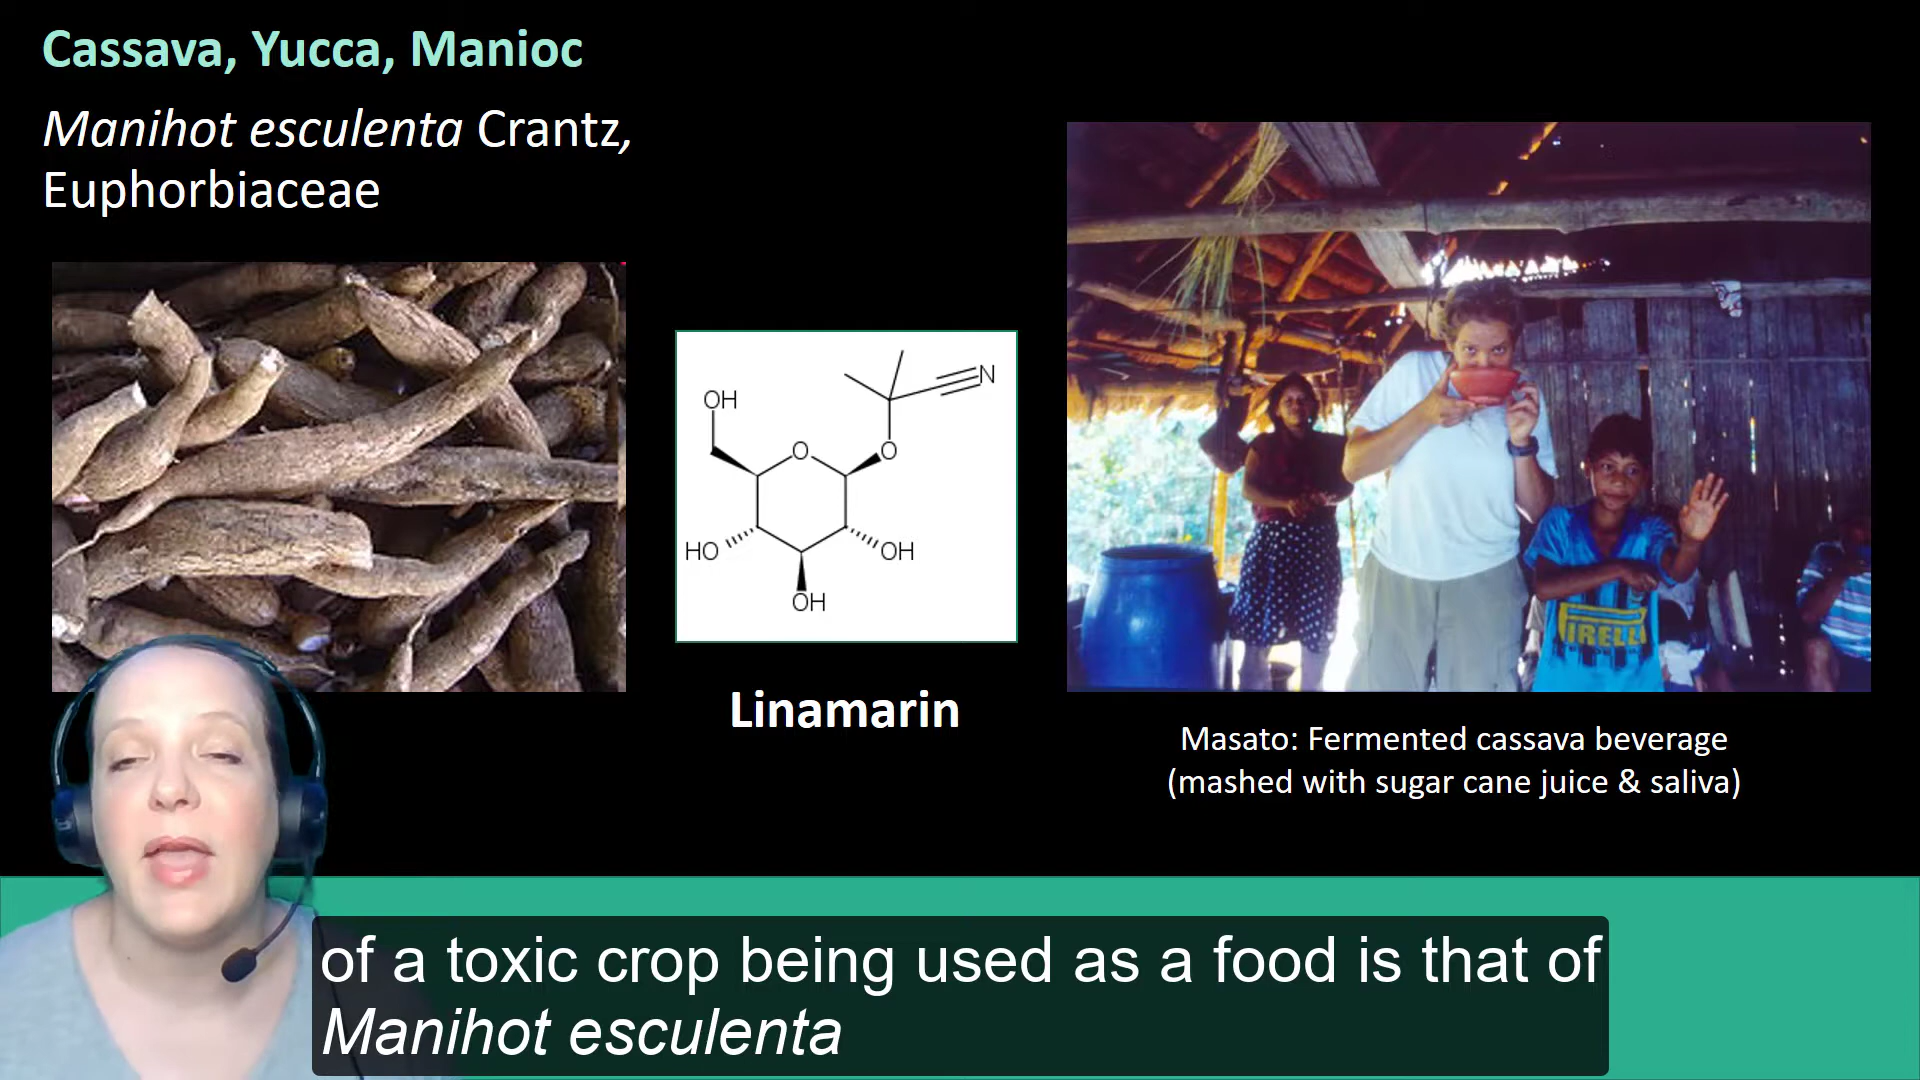 Cassava, Yucca, Manioc
Manihot esculenta Crantz,
Euphorbiaceae
OH
N
O
O
HO
OH
OH
PIRELLI
Linamarin
Masato: Fermented cassava beverage
(mashed with sugar cane juice & saliva)
of a toxic crop being used as a food is that of
Manihot esculenta